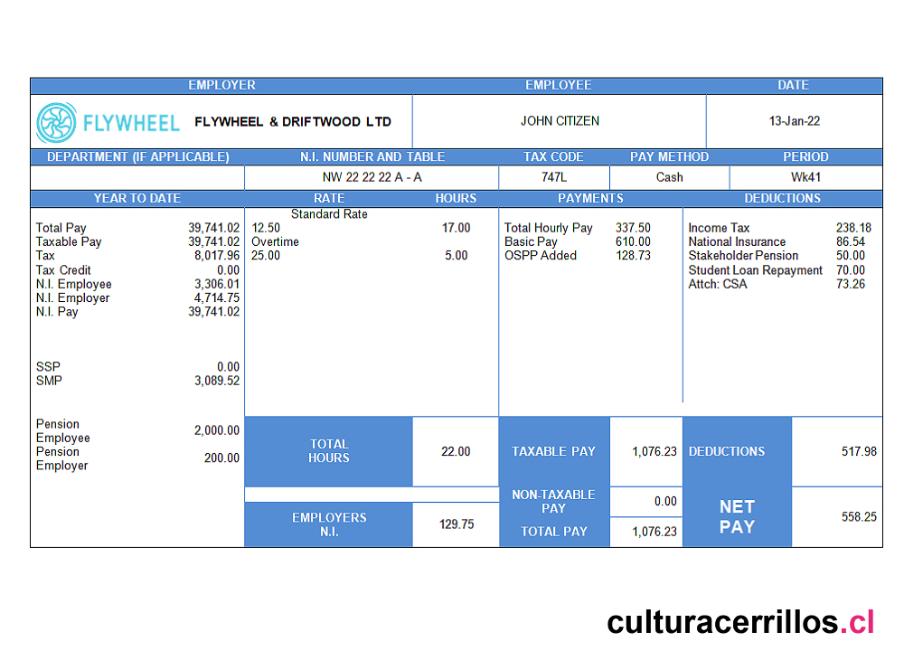 EMPLOYER EMPLOYEE DATE
FLYWHEEL FLYWHEEL & DRIFTWOOD LTD JOHN CITIZEN 13-Jan-22
DEPARTMENT (IF APPLICABLE) N.I. NUMBER AND TABLE TAX CODE PAY METHOD PERIOD
NW 22 22 22 A - A 747L Cash Wk41
YEAR TO DATE RATE HOURS PAYMENTS DEDUCTIONS
Standard Rate
Total Pay 39,741.02 12.50 17.00 Total Hourly Pay 337.50 Income Tax 238.18
Taxable Pay 39,741.02 Overtime Basic Pay 610.00 National Insurance 86.54
Tax 8,017.96 25.00 5.00 OSPP Added 128.73 Stakeholder Pension 50.00
Tax Credit 0.00 Student Loan Repayment 70.00
N.I. Employee 3,306.01 Attch: CSA 73.26
N.I. Employer 4,714.75
N.I. Pay 39,741.02
SSP 0.00
SMP 3,089.52
Pension
Employee 2,000.00
Pension
Employer 200.00
TOTAL
HOURS 22.00 TAXABLE PAY 1,076.23 DEDUCTIONS 517.98
NON-TAXABLE
PAY 0.00
EMPLOYERS
N.I. 129.75 TOTAL PAY 1,076.23
NET
PAY 558.25
culturacerrillos.cl